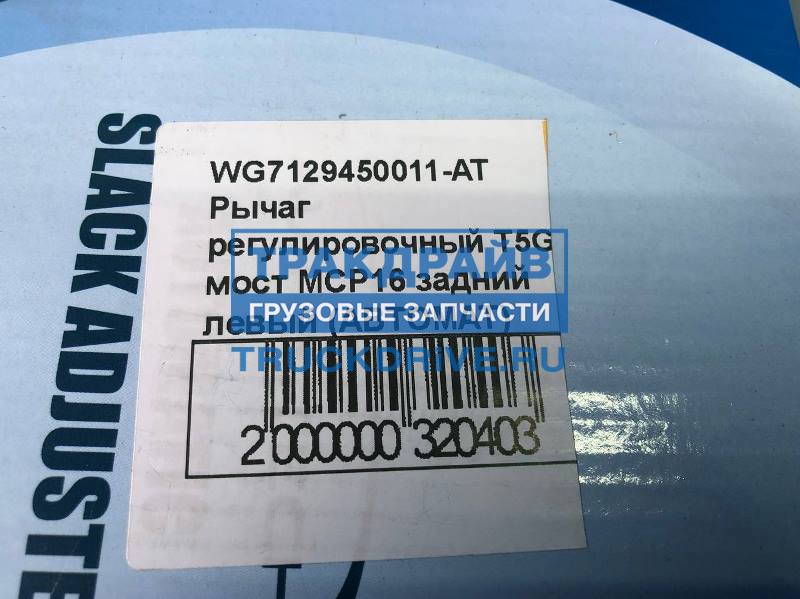 SLACK ADJUSTE
WG7129450011-AT
Рычаг
регулировочный T5G
мост MCP16 задний
левый (АВТОМАТ)
ТРАКДРАЙВ
ГРУЗОВЫЕ ЗАПЧАСТИ
TRUCKDRIVE.RU
2000000 320403